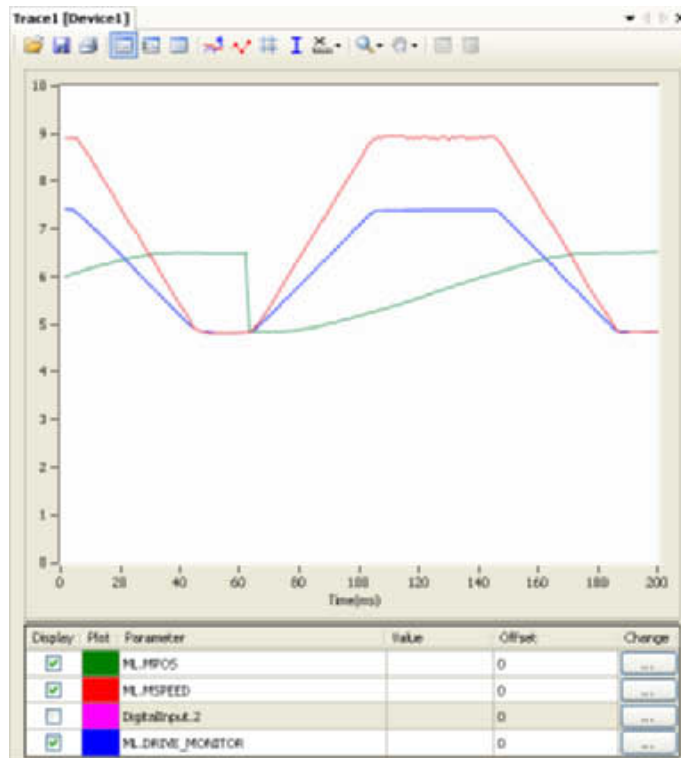 Trace1 [Device1]
10
9
8
7
6
5
4
3
2
1
0
0 20 40 60 80 100 120 140 160 180 200
Time(ms)
Display Plot Parameter Value Offset Change
ML.MPOS 0 ...
ML.MSPEED 0 ...
DigitalInput.2 0 ...
ML.DRIVE_MONITOR 0 ...